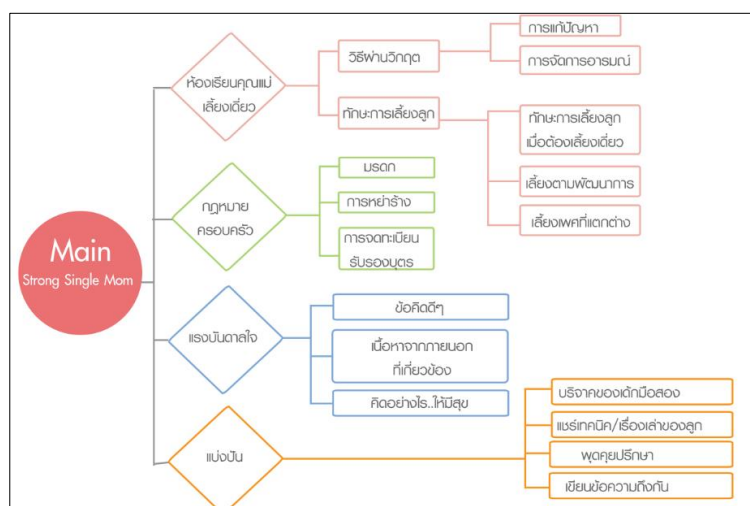 Main
Strong Single Mom
ห้องเรียนคุณแม่
เลี้ยงเดี่ยว
วิธีผ่านวิกฤต
การแก้ปัญหา
การจัดการอารมณ์
ทักษะการเลี้ยงลูก
ทักษะการเลี้ยงลูก
เมื่อต้องเลี้ยงเดี่ยว
เลี้ยงตามพัฒนาการ
เลี้ยงเพศที่แตกต่าง
กฎหมาย
ครอบครัว
มรดก
การหย่าร้าง
การจดทะเบียน
รับรองบุตร
แรงบันดาลใจ
ข้อคิดดีๆ
เนื้อหาจากภายนอก
ที่เกี่ยวข้อง
คิดอย่างไร..ให้มีสุข
แบ่งปัน
บริจาคของเด็กมือสอง
แชร์เทคนิค/เรื่องเล่าของลูก
พูดคุยปรึกษา
เขียนข้อความถึงกัน